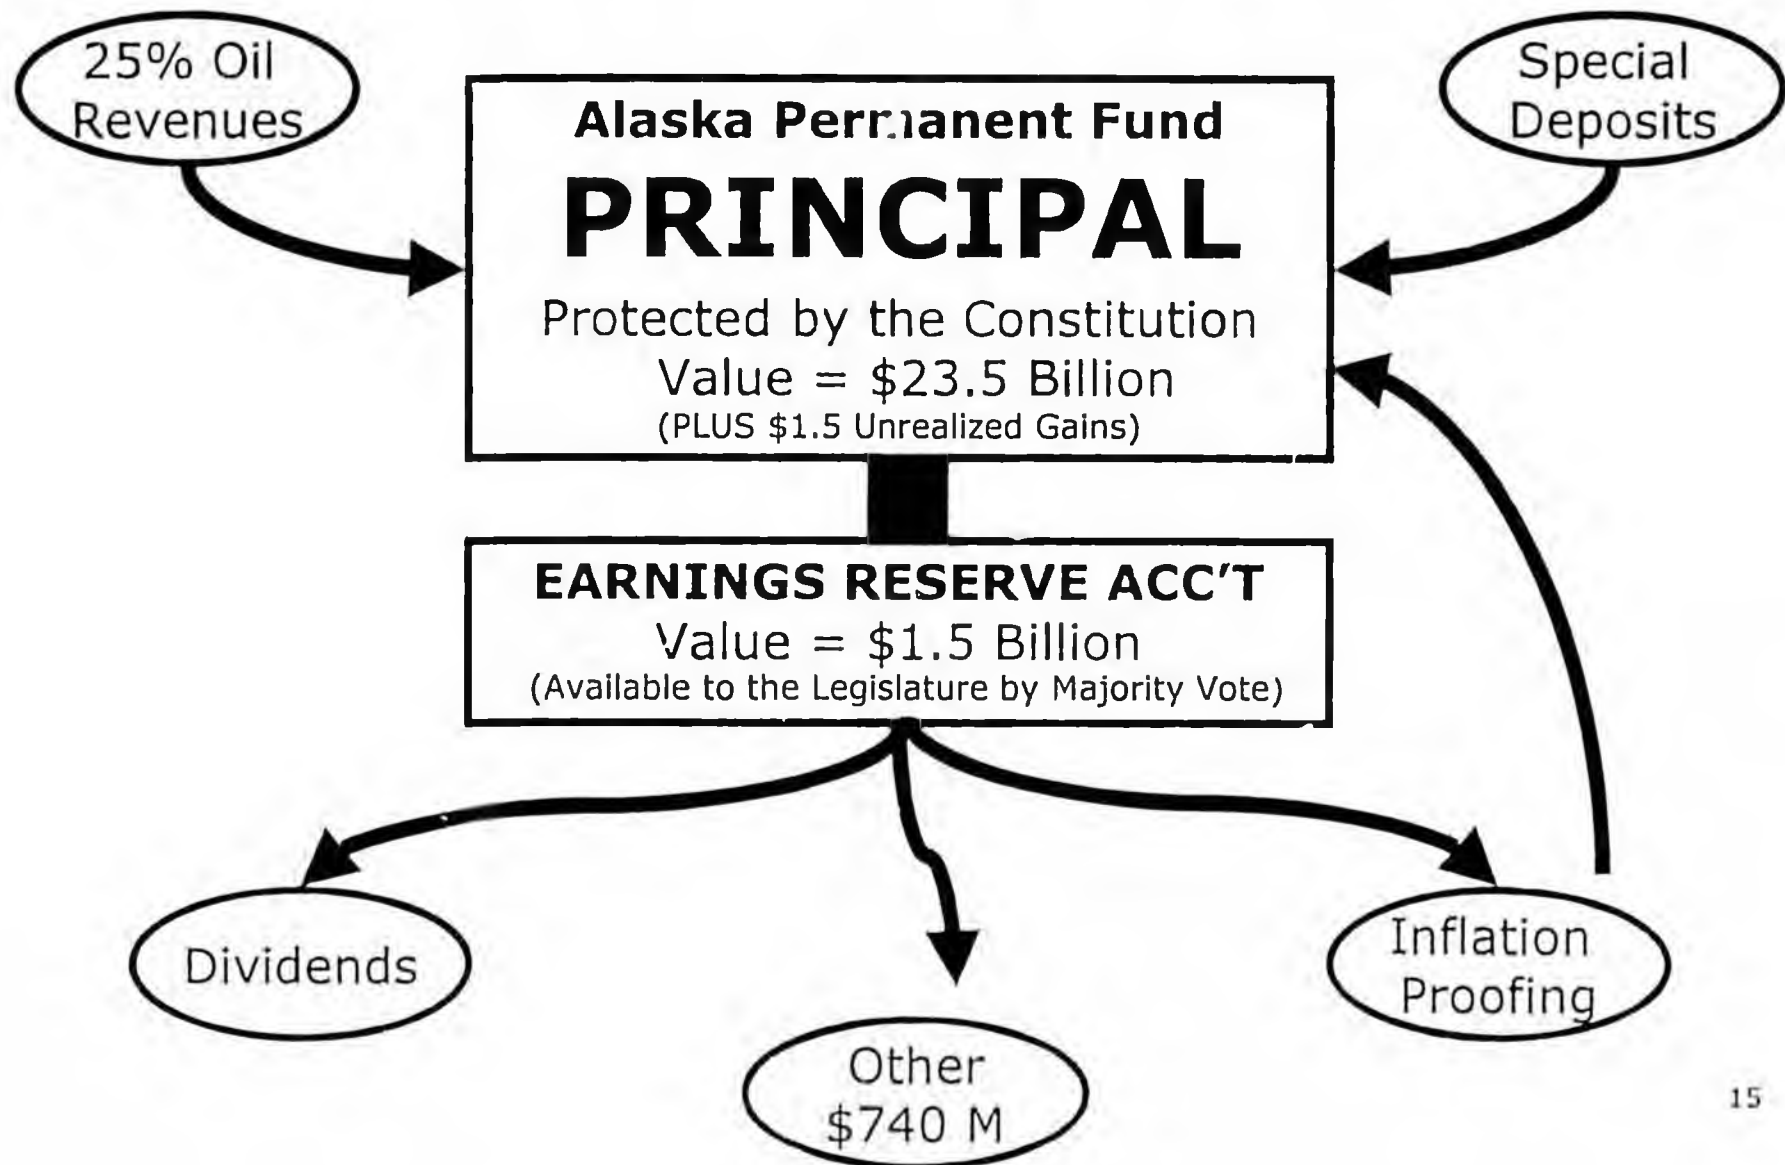 25% Oil
Revenues
Special
Deposits
Alaska Permanent Fund
PRINCIPAL
Protected by the Constitution
Value = $23.5 Billion
(PLUS $1.5 Unrealized Gains)
EARNINGS RESERVE ACC'T
Value = $1.5 Billion
(Available to the Legislature by Majority Vote)
Dividends
Other
$740 M
Inflation
Proofing
15